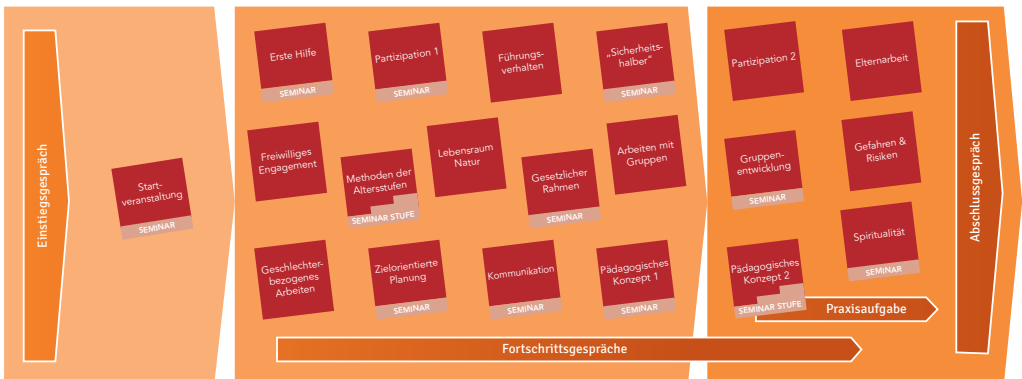 Einstiegsgespräch
Start-
veranstaltung
SEMINAR
Erste Hilfe
SEMINAR
Partizipation 1
SEMINAR
Führungs-
verhalten
„Sicherheits-
halber“
SEMINAR
Freiwilliges
Engagement
Methoden der
Altersstufen
SEMINAR STUFE
Lebensraum
Natur
Gesetzlicher
Rahmen
SEMINAR
Arbeiten mit
Gruppen
Geschlechter-
bezogenes
Arbeiten
Zielorientierte
Planung
SEMINAR
Kommunikation
SEMINAR
Pädagogisches
Konzept 1
SEMINAR
Fortschrittsgespräche
Partizipation 2
Elternarbeit
Gruppen-
entwicklung
SEMINAR
Gefahren &
Risiken
Spiritualität
SEMINAR
Pädagogisches
Konzept 2
SEMINAR STUFE
Praxisaufgabe
Abschlussgespräch